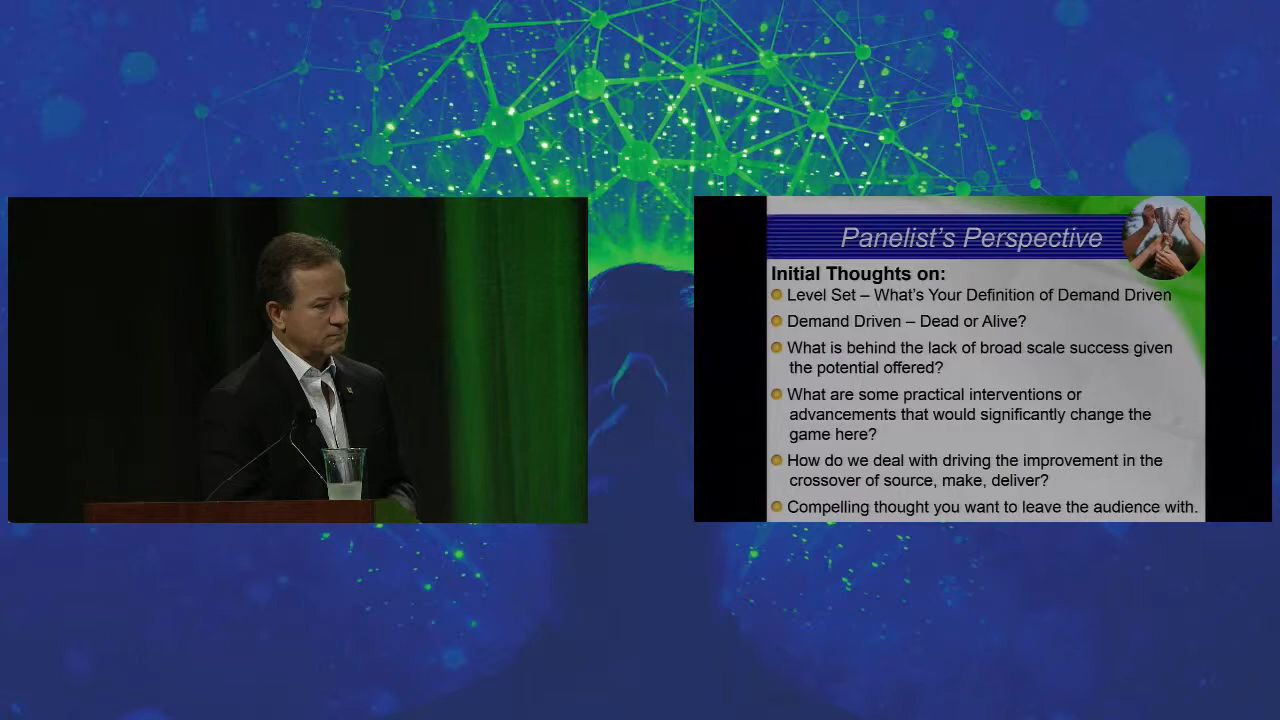 Panelist's Perspective
Initial Thoughts on:
Level Set – What's Your Definition of Demand Driven
Demand Driven – Dead or Alive?
What is behind the lack of broad scale success given
the potential offered?
What are some practical interventions or
advancements that would significantly change the
game here?
How do we deal with driving the improvement in the
crossover of source, make, deliver?
Compelling thought you want to leave the audience with.